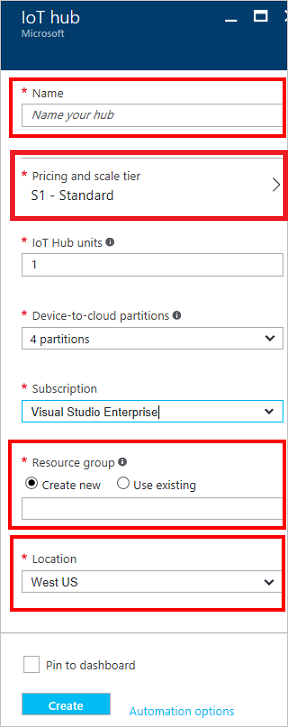 IoT hub
Microsoft
* Name
Name your hub
* Pricing and scale tier
S1 - Standard
* IoT Hub units
1
* Device-to-cloud partitions
4 partitions
* Subscription
Visual Studio Enterprise
* Resource group
Create new Use existing
* Location
West US
Pin to dashboard
Create Automation options